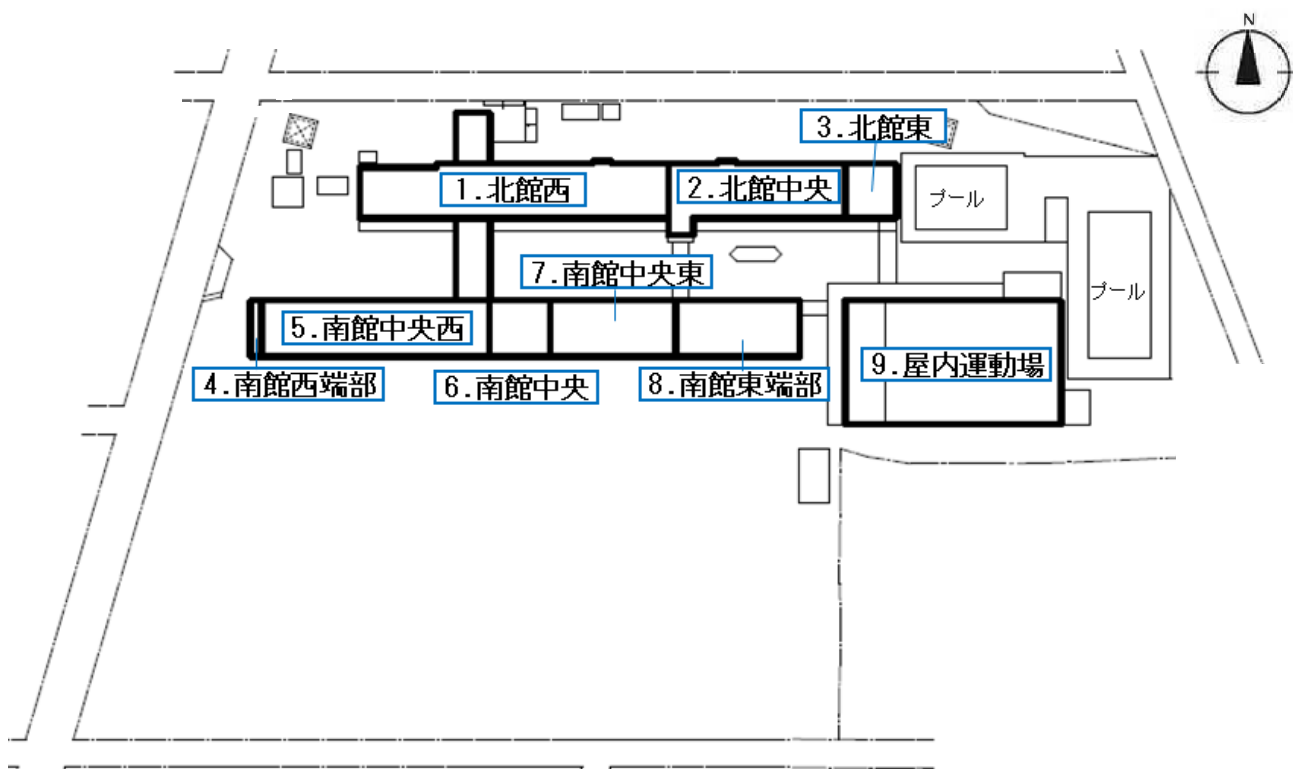 N
3.北館東
1.北館西
2.北館中央
プール
7.南館中央東
プール
5.南館中央西
9.屋内運動場
4.南館西端部
6.南館中央
8.南館東端部